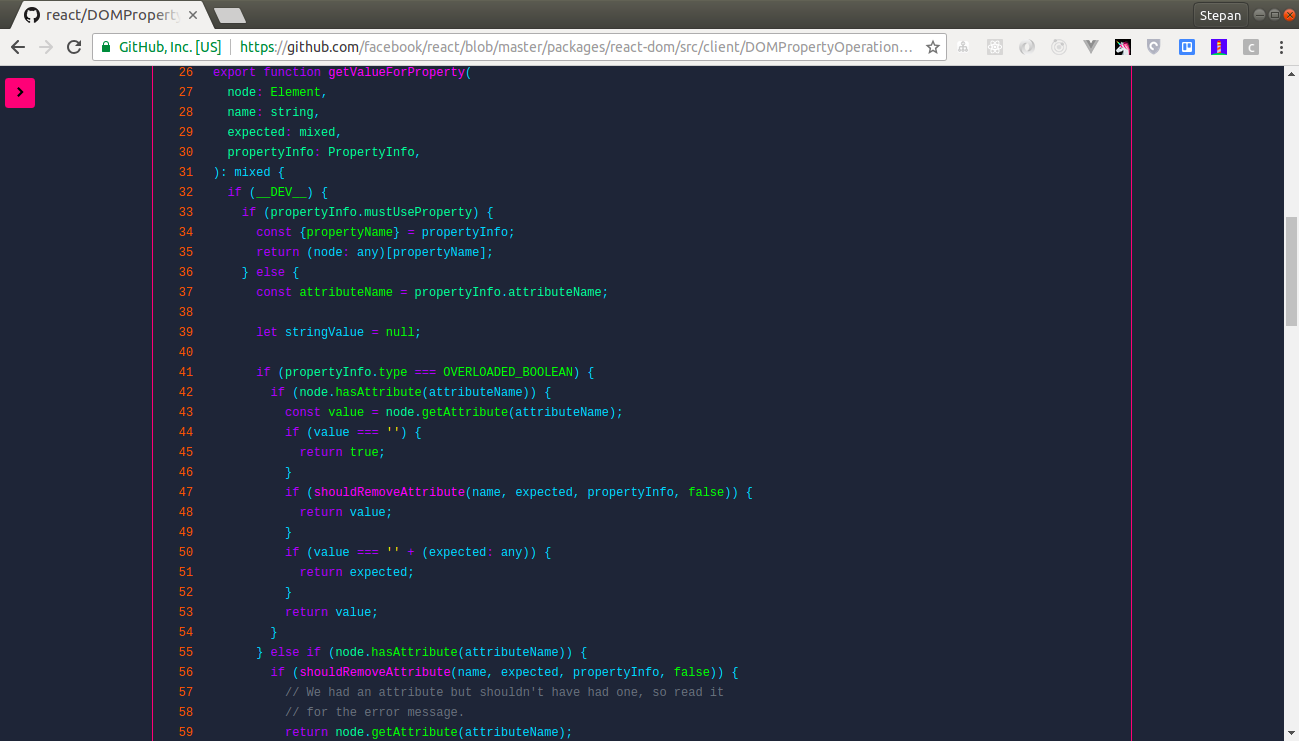 react/DOMPropert
Stepan
GitHub, Inc. [US]
https://github.com/facebook/react/blob/master/packages/react-dom/src/client/DOMPropertyOperation...
C
26 export function getValueForProperty(
27 node: Element,
28 name: string,
29 expected: mixed,
30 propertyInfo: PropertyInfo,
31 ): mixed {
32 if (__DEV__) {
33 if (propertyInfo.mustUseProperty) {
34 const {propertyName} = propertyInfo;
35 return (node: any)[propertyName];
36 } else {
37 const attributeName = propertyInfo.attributeName;
38
39 let stringValue = null;
40
41 if (propertyInfo.type === OVERLOADED_BOOLEAN) {
42 if (node.hasAttribute(attributeName)) {
43 const value = node.getAttribute(attributeName);
44 if (value === '') {
45 return true;
46 }
47 if (shouldRemoveAttribute(name, expected, propertyInfo, false)) {
48 return value;
49 }
50 if (value === '' + (expected: any)) {
51 return expected;
52 }
53 return value;
54 }
55 } else if (node.hasAttribute(attributeName)) {
56 if (shouldRemoveAttribute(name, expected, propertyInfo, false)) {
57 // We had an attribute but shouldn't have had one, so read it
58 // for the error message.
59 return node.getAttribute(attributeName);